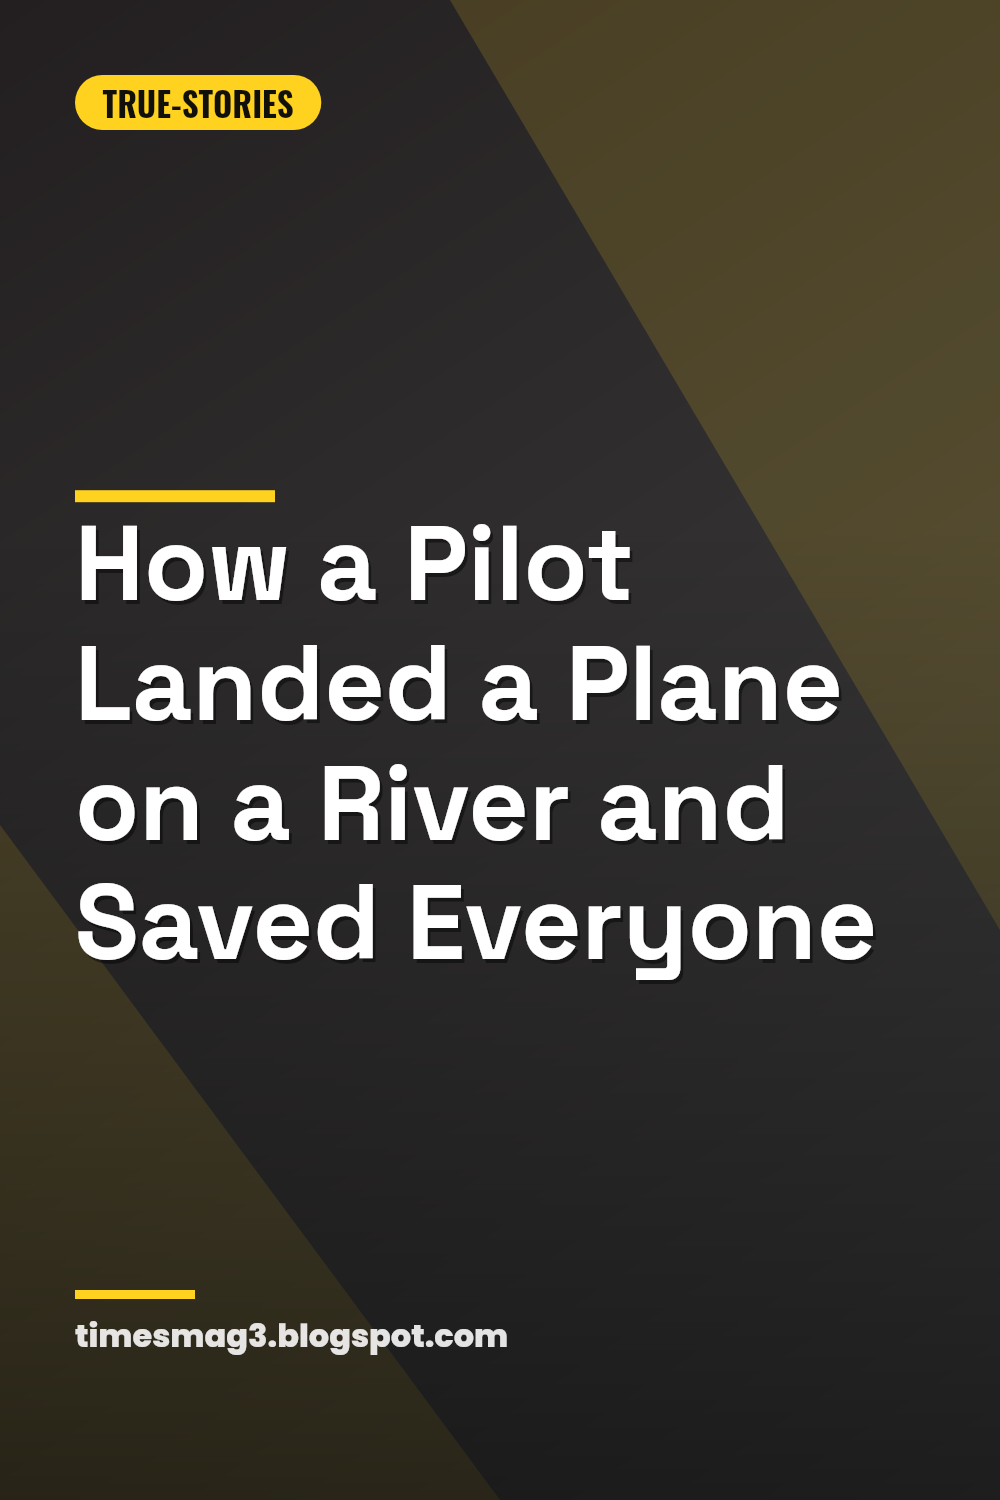 TRUE-STORIES
How a Pilot
Landed a Plane
on a River and
Saved Everyone
timesmag3.blogspot.com